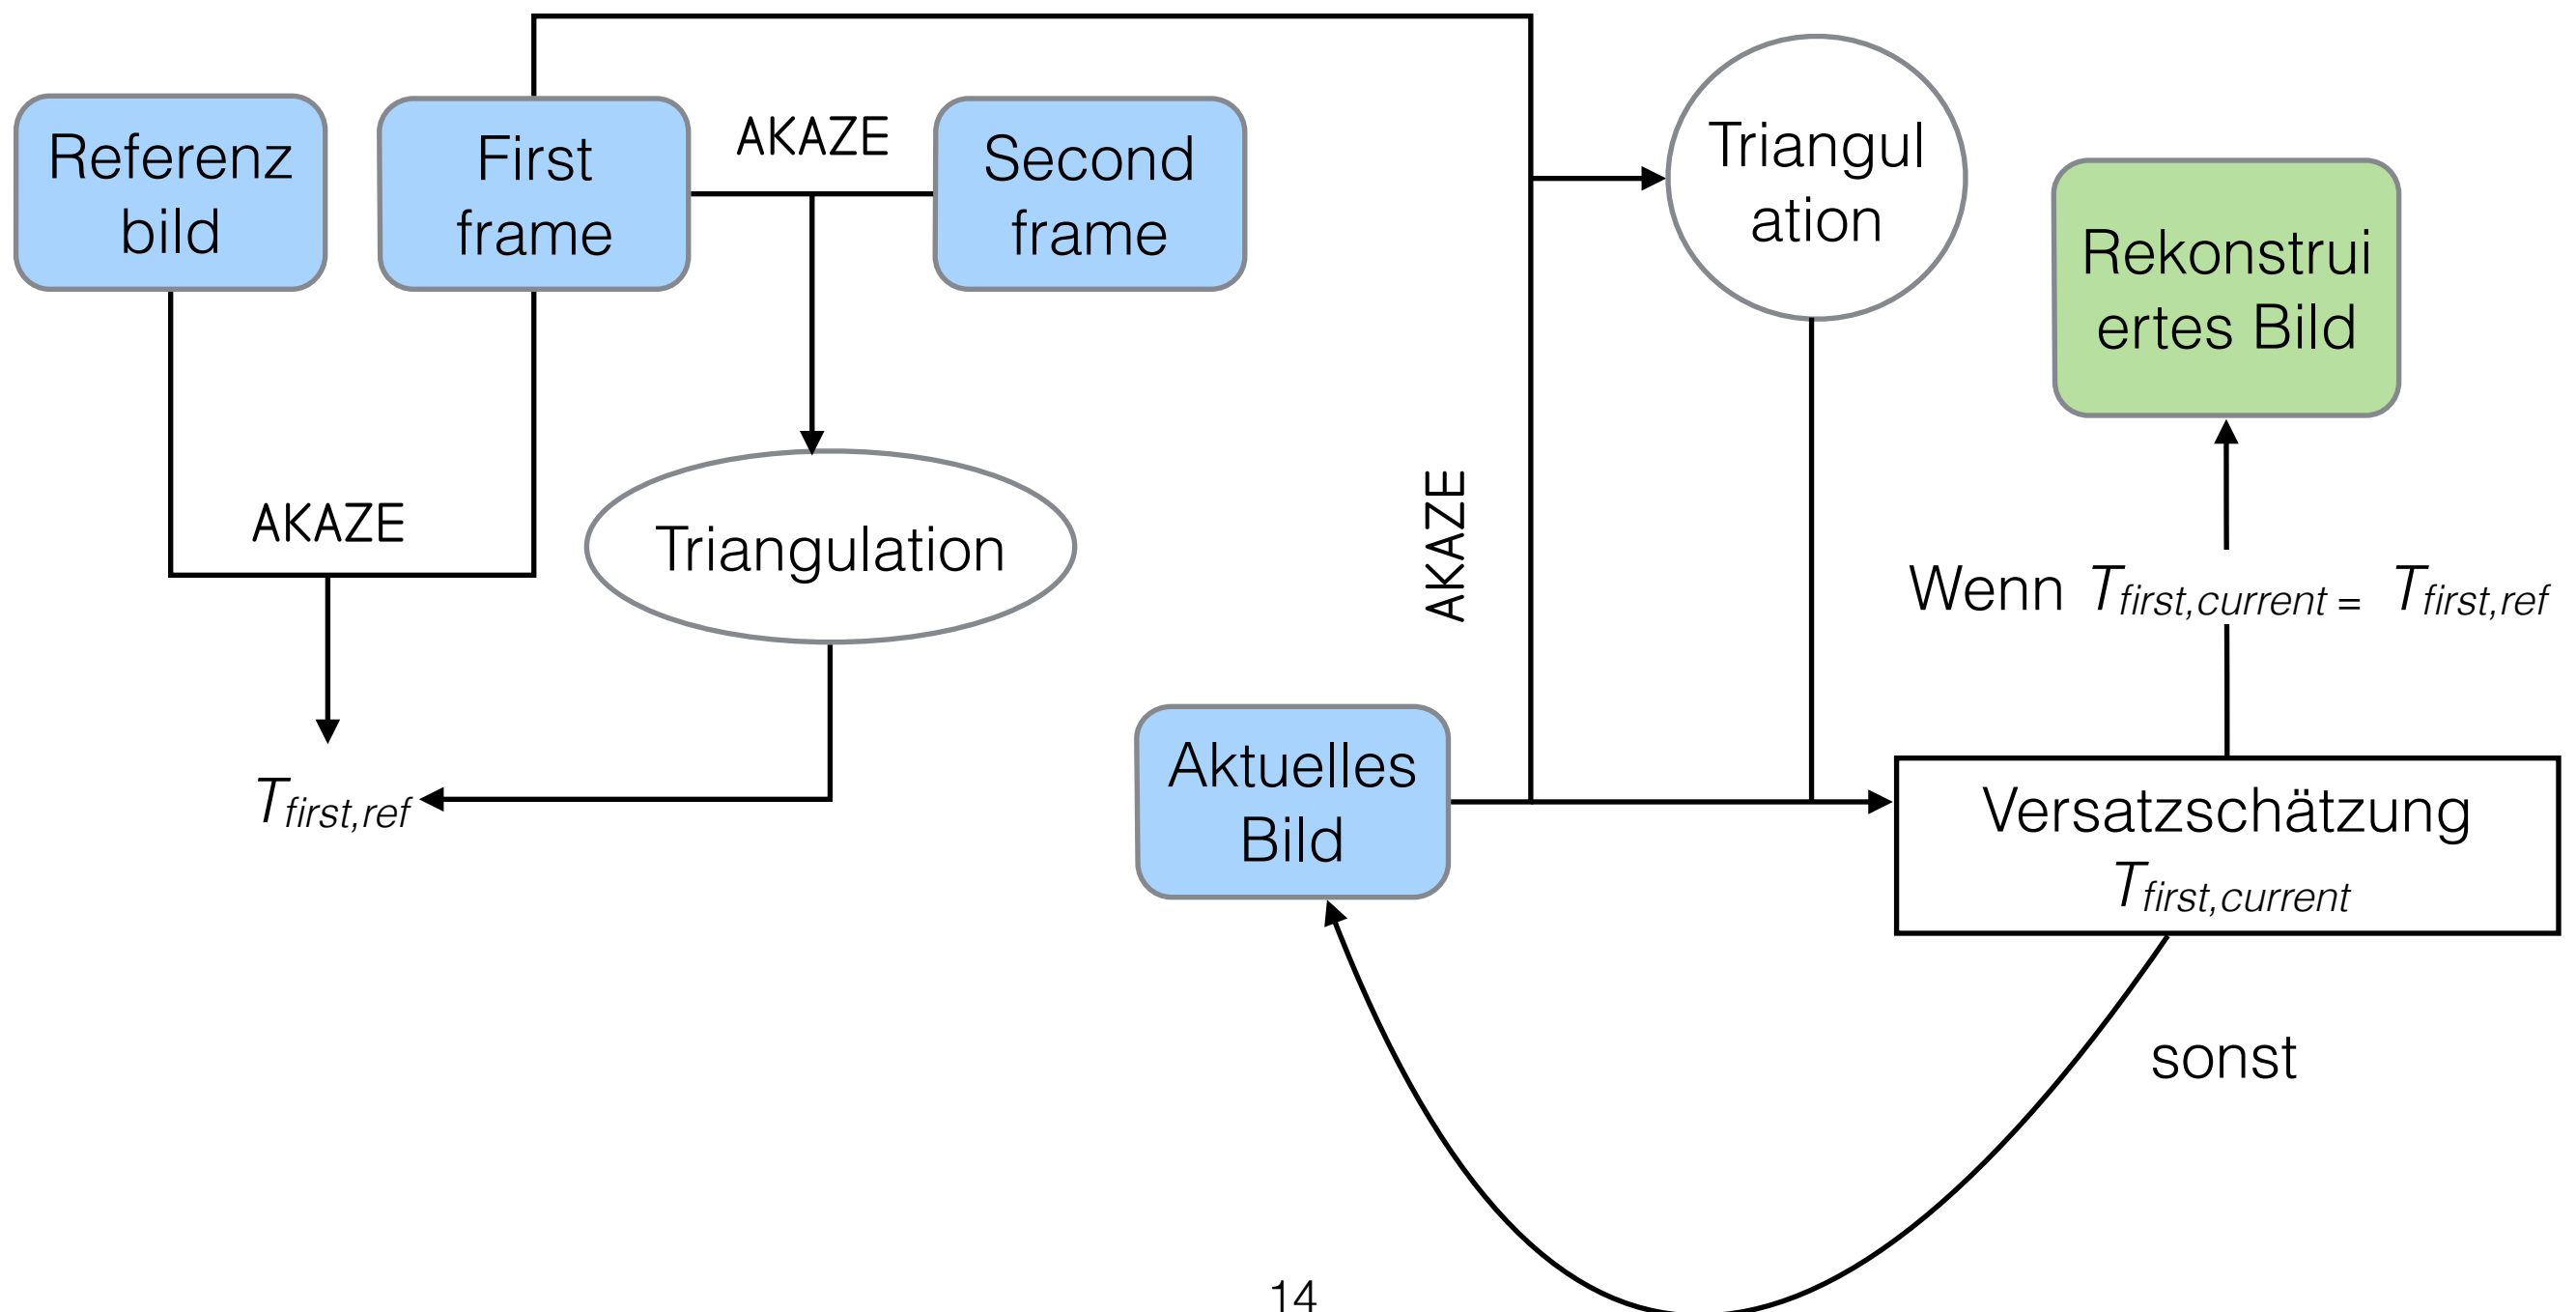 Referenz
bild
First
frame
AKAZE
Second
frame
Triangul
ation
Rekonstrui
ertes Bild
AKAZE
Triangulation
AKAZE
Wenn T first,current = T first,ref
T first,ref
Aktuelles
Bild
Versatzschätzung
T first,current
sonst
14